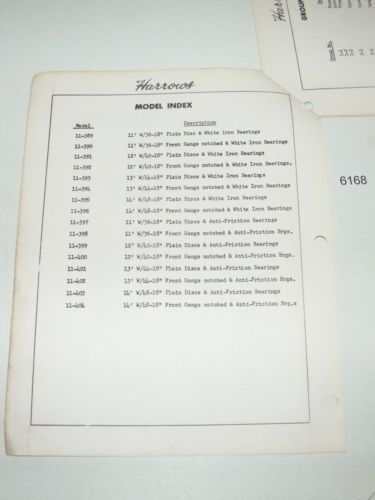 Harrows
MODEL INDEX
Model Description
11-389 11' W/36-18" Plain Disc & White Iron Bearings
11-390 11' W/36-18" Front Gangs notched & White Iron Bearings
11-391 12' W/40-18" Plain Discs & White Iron Bearings
11-392 12' W/40-18" Front Gangs notched & White Iron Bearings.
11-393 13' W/44-18" Plain Discs & White Iron Bearings
11-394 13' W/44-18" Front Gangs notched & White Iron Bearings
11-395 14' W/48-18" Plain Discs & White Iron Bearings
11-396 14' W/48-18" Front Gangs notched & White Iron Bearings
11-397 11' W/36-18" Plain Discs & Anti-Friction Bearings
11-398 11' W/36-18" Front Gangs notched & Anti-Friction Brgs.
11-399 12' W/40-18" Plain Discs & Anti-Friction Bearings
11-400 12' W/40-18" Front Gangs notched & Anti-Friction Brgs.
11-401 13' W/44-18" Plain Discs & Anti-Friction Bearings
11-402 13' W/44-18" Front Gangs notched & Anti-Friction Brgs.
11-403 14' W/48-18" Plain Discs & Anti-Friction Bearings
11-404 14' W/48-18" Front Gangs notched & Anti-Friction Brg.s
6168
GROUP